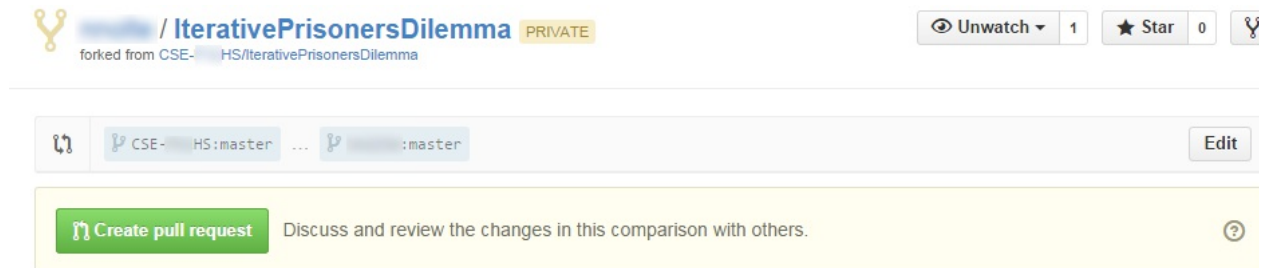 / IterativePrisonersDilemma PRIVATE Unwatch 1 Star 0
forked from CSE- HS/IterativePrisonersDilemma
CSE- HS:master ... :master Edit
Create pull request Discuss and review the changes in this comparison with others. ?